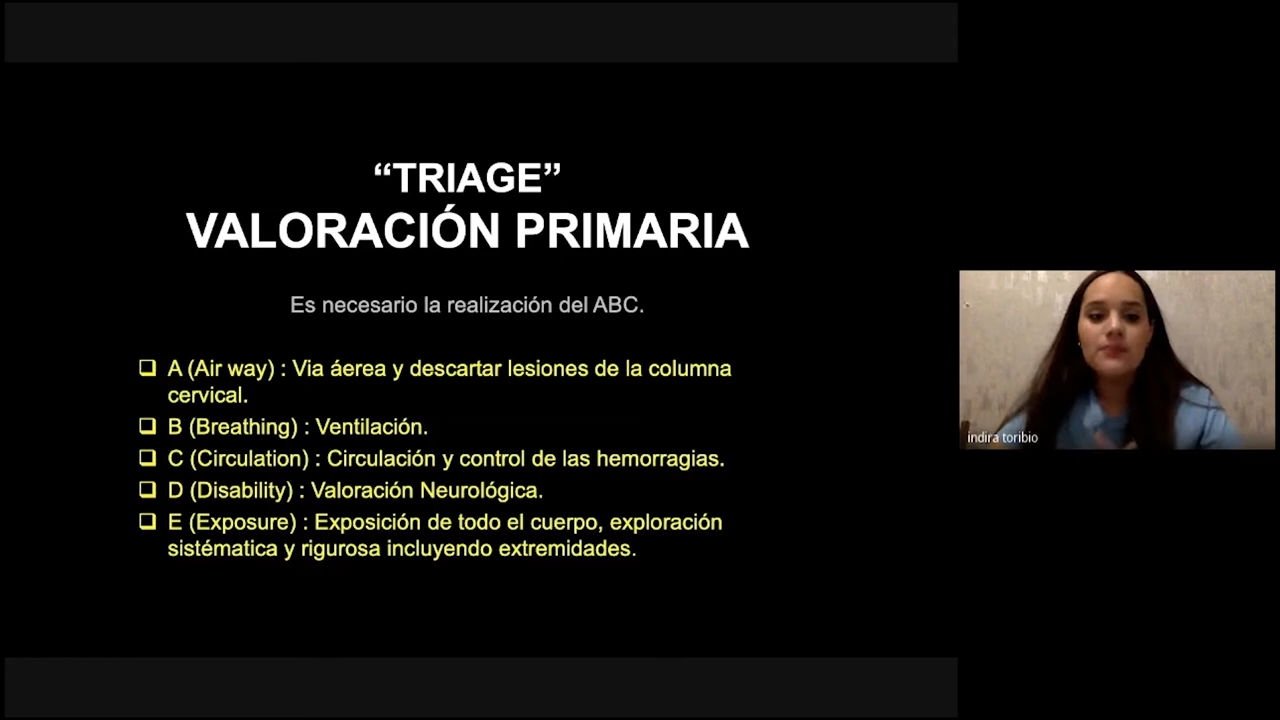 “TRIAGE”
VALORACIÓN PRIMARIA
Es necesario la realización del ABC.
❑ A (Air way) : Via áerea y descartar lesiones de la columna
cervical.
❑ B (Breathing) : Ventilación.
❑ C (Circulation) : Circulación y control de las hemorragias.
❑ D (Disability) : Valoración Neurológica.
❑ E (Exposure) : Exposición de todo el cuerpo, exploración
sistématica y rigurosa incluyendo extremidades.
indira toribio